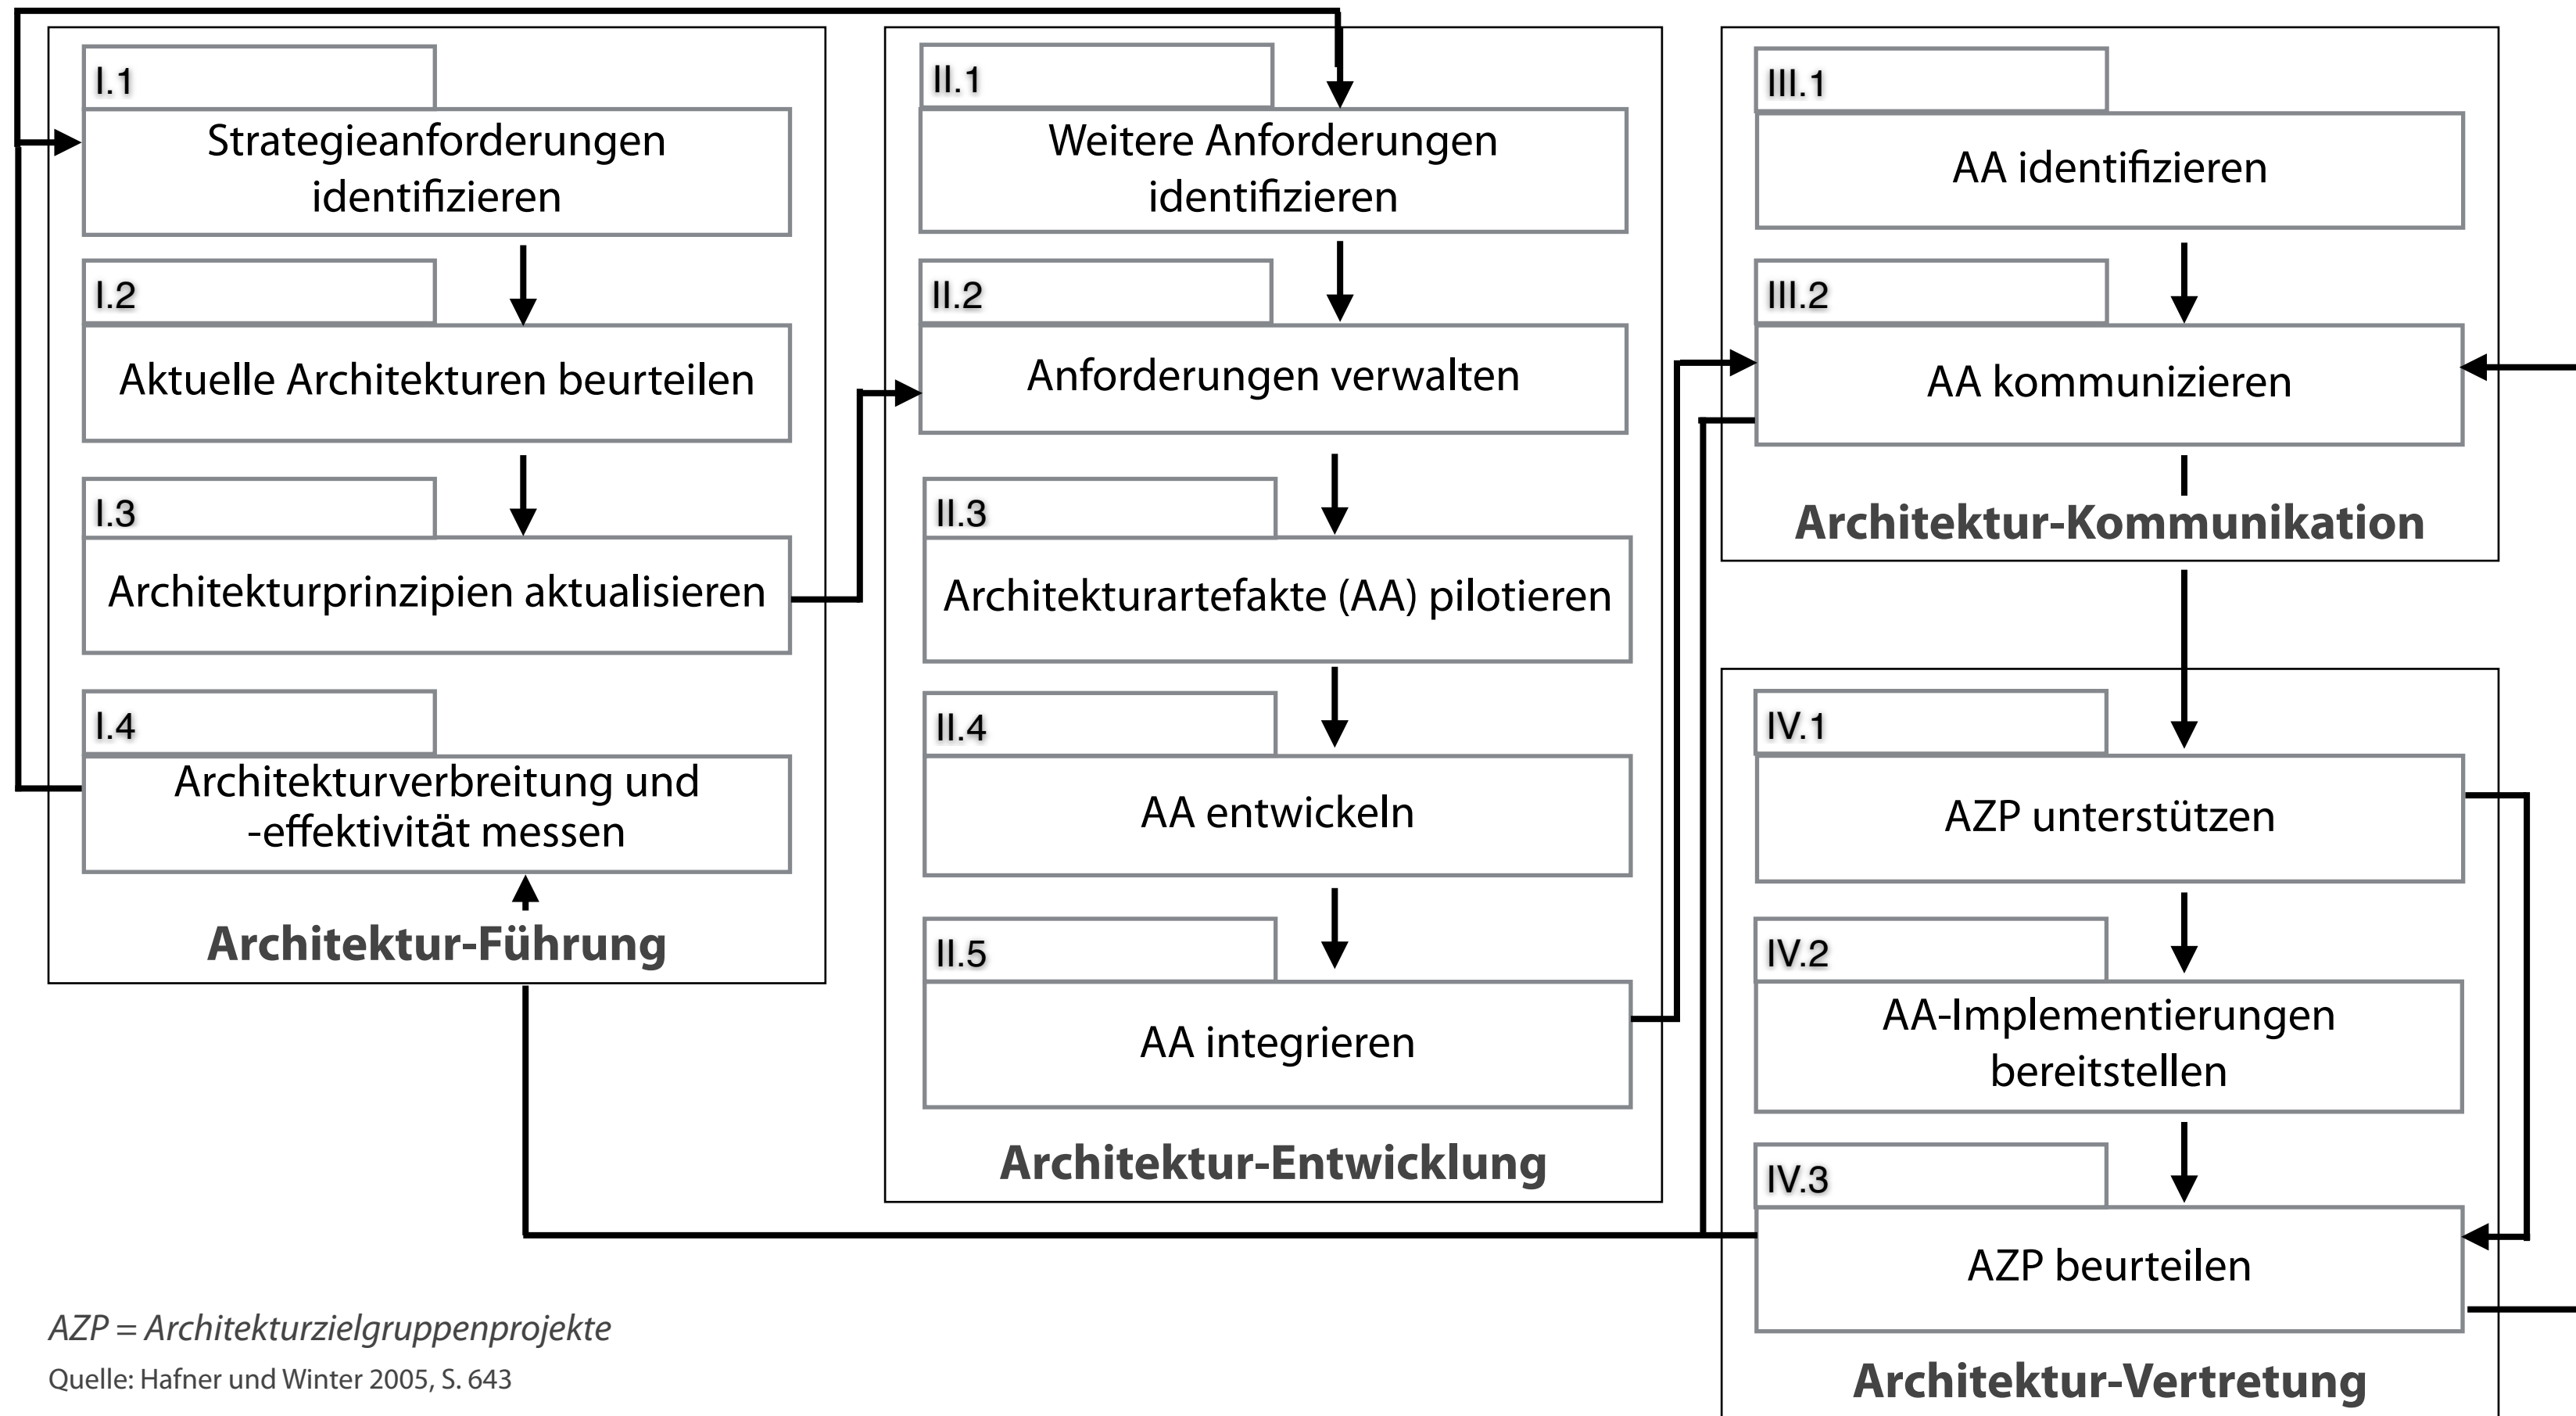 I.1
Strategieanforderungen
identifizieren
I.2
Aktuelle Architekturen beurteilen
I.3
Architekturprinzipien aktualisieren
I.4
Architekturverbreitung und
-effektivität messen
Architektur-Führung
II.1
Weitere Anforderungen
identifizieren
II.2
Anforderungen verwalten
II.3
Architekturartefakte (AA) pilotieren
II.4
AA entwickeln
II.5
AA integrieren
Architektur-Entwicklung
III.1
AA identifizieren
III.2
AA kommunizieren
Architektur-Kommunikation
IV.1
AZP unterstützen
IV.2
AA-Implementierungen
bereitstellen
IV.3
AZP beurteilen
Architektur-Vertretung
AZP = Architekturzielgruppenprojekte
Quelle: Hafner und Winter 2005, S. 643